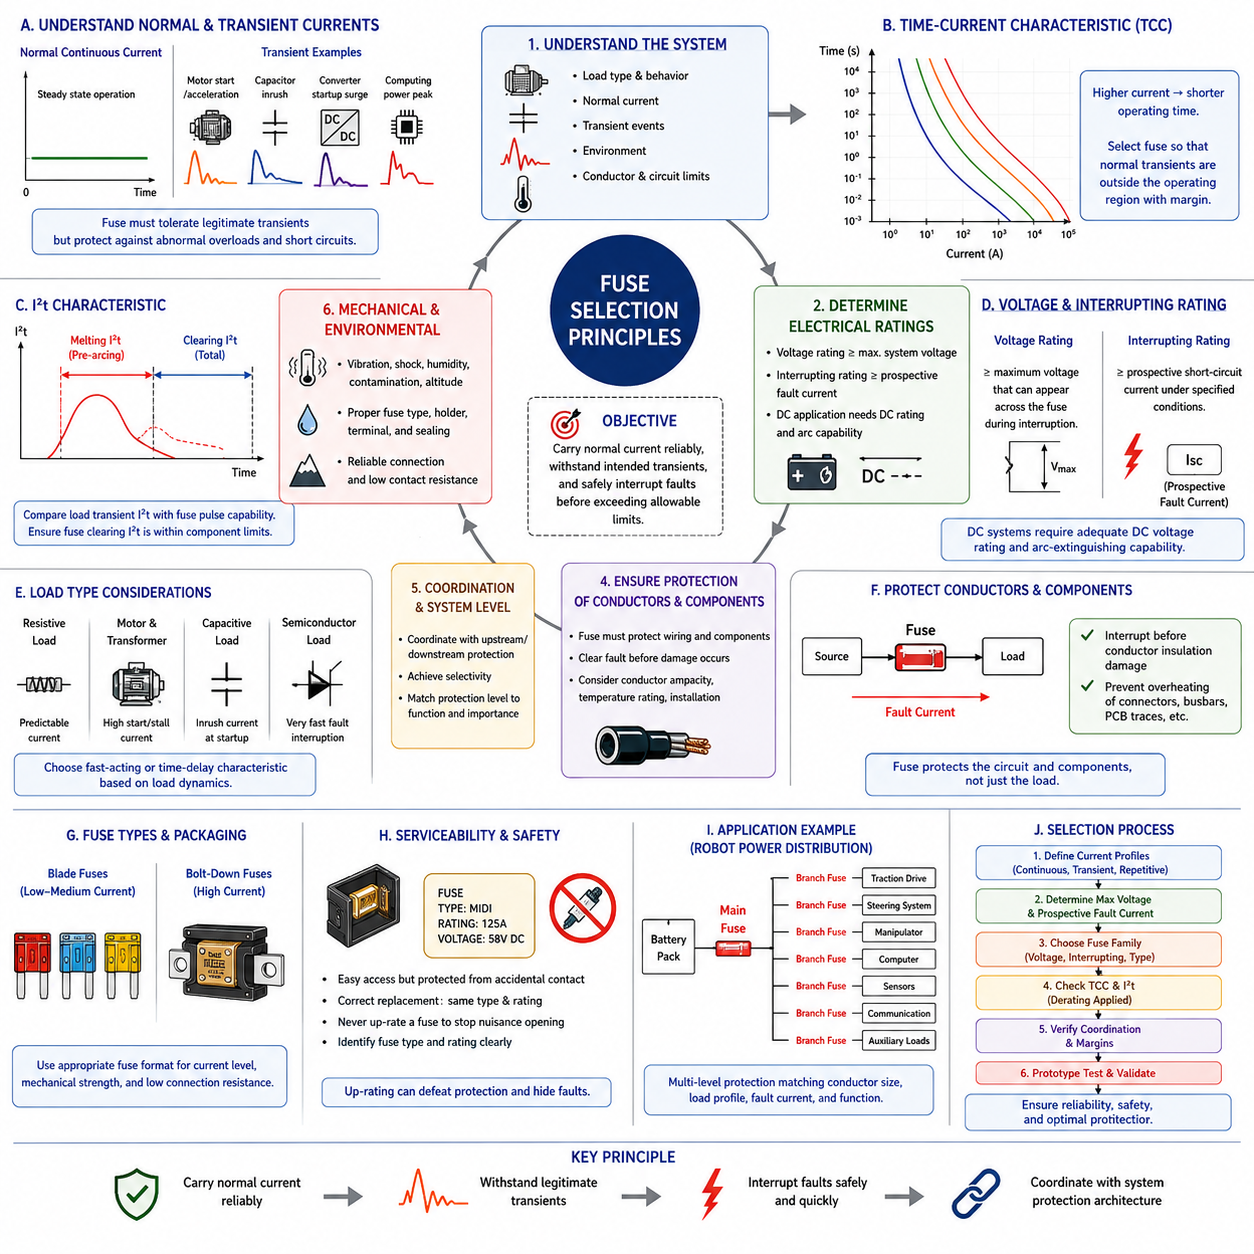 A. UNDERSTAND NORMAL & TRANSIENT CURRENTS
Normal Continuous Current
Steady state operation
0
Time
Transient Examples
Motor start
/acceleration
Capacitor
inrush
Converter
startup surge
DC
DC
Computing
power peak
Fuse must tolerate legitimate transients
but protect against abnormal overloads and short circuits.
1. UNDERSTAND THE SYSTEM
• Load type & behavior
• Normal current
• Transient events
• Environment
• Conductor & circuit limits
B. TIME-CURRENT CHARACTERISTIC (TCC)
Time (s)
10⁴
10³
10²
10¹
10⁰
10⁻¹
10⁻²
10⁻³
10⁰
10¹
10²
10³
10⁴
10⁵
Current (A)
Higher current → shorter
operating time.
Select fuse so that
normal transients are
outside the operating
region with margin.
C. I²t CHARACTERISTIC
I²t
Melting I²t
(Pre-arcing)
Clearing I²t
(Total)
Time
Compare load transient I²t with fuse pulse capability.
Ensure fuse clearing I²t is within component limits.
6. MECHANICAL &
ENVIRONMENTAL
• Vibration, shock, humidity,
contamination, altitude
• Proper fuse type, holder,
terminal, and sealing
• Reliable connection
and low contact resistance
FUSE
SELECTION
PRINCIPLES
OBJECTIVE
Carry normal current reliably,
withstand intended transients,
and safely interrupt faults
before exceeding allowable
limits.
2. DETERMINE
ELECTRICAL RATINGS
• Voltage rating ≥ max. system voltage
• Interrupting rating ≥ prospective
fault current
• DC application needs DC rating
and arc capability
DC
D. VOLTAGE & INTERRUPTING RATING
Voltage Rating
≥ maximum voltage
that can appear
across the fuse
during interruption.
Vmax
Interrupting Rating
≥ prospective short-circuit
current under specified
conditions.
Isc
(Prospective
Fault Current)
DC systems require adequate DC voltage
rating and arc-extinguishing capability.
E. LOAD TYPE CONSIDERATIONS
Resistive
Load
Predictable
current
Motor &
Transformer
High start/stall
current
Capacitive
Load
Inrush current
at startup
Semiconductor
Load
Very fast fault
interruption
Choose fast-acting or time-delay characteristic
based on load dynamics.
5. COORDINATION
& SYSTEM LEVEL
• Coordinate with upstream/
downstream protection
• Achieve selectivity
• Match protection level to
function and importance
4. ENSURE PROTECTION
OF CONDUCTORS & COMPONENTS
• Fuse must protect wiring and components
• Clear fault before damage occurs
• Consider conductor ampacity,
temperature rating, installation
F. PROTECT CONDUCTORS & COMPONENTS
Source
Fuse
Load
Fault Current
Interrupt before
conductor insulation
damage
Prevent overheating
of connectors, busbars,
PCB traces, etc.
Fuse protects the circuit and components,
not just the load.
G. FUSE TYPES & PACKAGING
Blade Fuses
(Low–Medium Current)
Bolt-Down Fuses
(High Current)
Use appropriate fuse format for current level,
mechanical strength, and low connection resistance.
H. SERVICEABILITY & SAFETY
FUSE
TYPE: MIDI
RATING: 125A
VOLTAGE: 58V DC
• Easy access but protected from accidental contact
• Correct replacement: same type & rating
• Never up-rate a fuse to stop nuisance opening
• Identify fuse type and rating clearly
Up-rating can defeat protection and hide faults.
I. APPLICATION EXAMPLE
(ROBOT POWER DISTRIBUTION)
Battery
Pack
Main
Fuse
Branch Fuse
Traction Drive
Branch Fuse
Steering System
Branch Fuse
Manipulator
Branch Fuse
Computer
Branch Fuse
Sensors
Branch Fuse
Communication
Branch Fuse
Auxiliary Loads
Multi-level protection matching conductor size,
load profile, fault current, and function.
J. SELECTION PROCESS
1. Define Current Profiles
(Continuous, Transient, Repetitive)
2. Determine Max Voltage
& Prospective Fault Current
3. Choose Fuse Family
(Voltage, Interrupting, Type)
4. Check TCC & I²t
(Derating Applied)
5. Verify Coordination
& Margins
6. Prototype Test & Validate
Ensure reliability, safety,
and optimal protitectior.
KEY PRINCIPLE
Carry normal current
reliably
Withstand legitimate
transients
Interrupt faults safely
and quickly
Coordinate with system
protection architecture